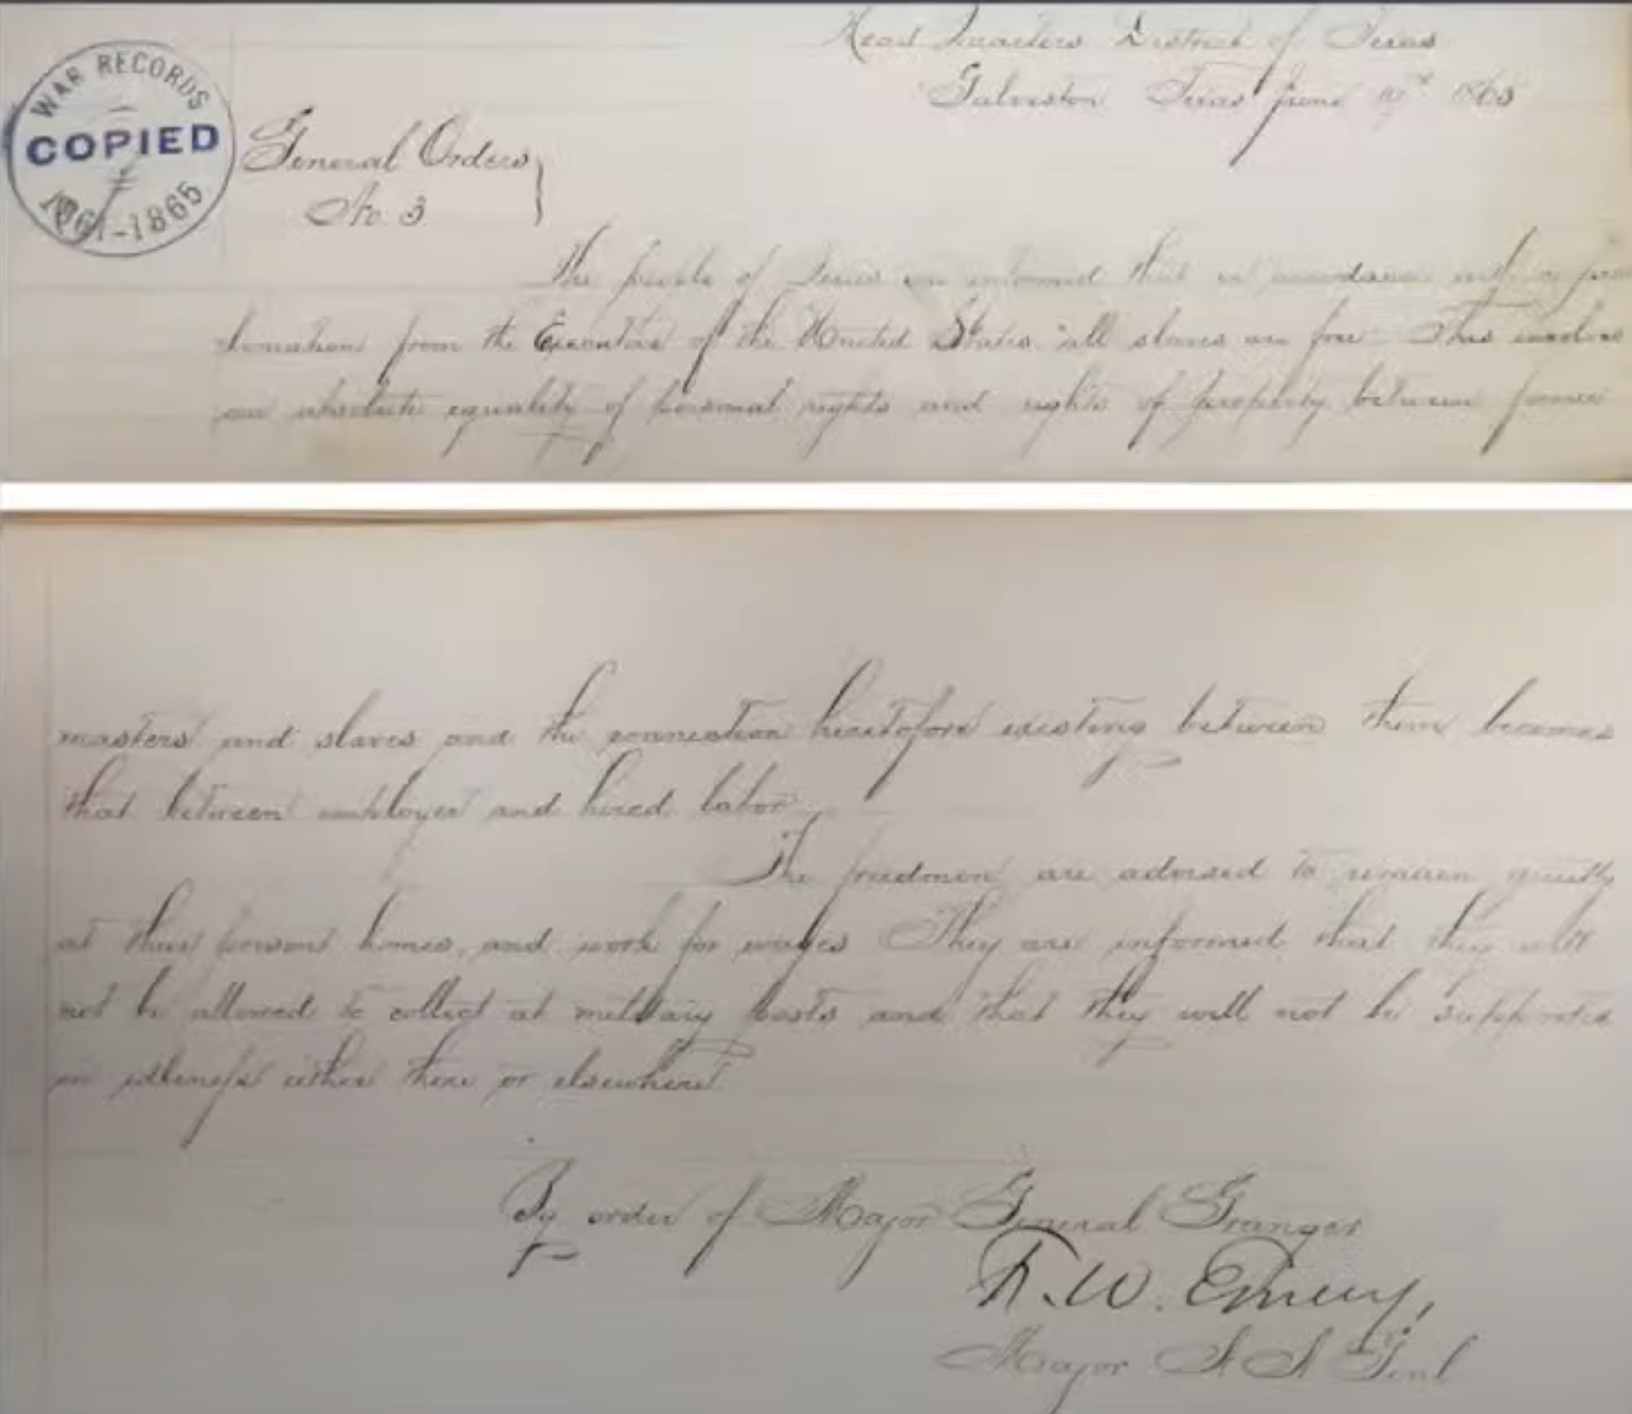 WAR RECORDS
COPIED
1861-1865
Head Quarters District of Texas
Galveston Texas June 19th 1865
General Orders
No. 3
The people of Texas are informed that in accordance with a pro
clamation from the Executive of the United States "all slaves are free" This involves
an absolute equality of personal rights and rights of property between former
masters and slaves and the connection heretofore existing between them becomes
that between employer and hired labor
The freedmen are advised to remain quietly
at their present homes, and work for wages They are informed that they will
not be allowed to collect at military posts and that they will not be supported
in idleness either there or elsewhere
By order of Major General Granger
F. W. Emery,
Major A A Genl